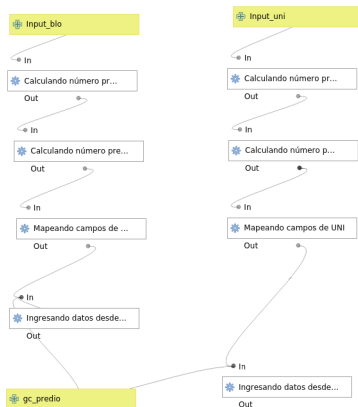 Input_blo
In
Calculando número pr...
Out
In
Calculando número pre...
Out
In
Mapeando campos de ...
Out
In
Ingresando datos desde...
Out
gc_predio
Input_uni
In
Calculando número pr...
Out
In
Calculando número p...
Out
In
Mapeando campos de UNI
Out
In
Ingresando datos desde...
Out